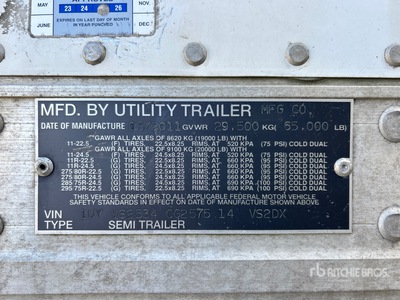 NOV.
MAY
23 24 26
JUNE
EXPIRES ON LAST DAY OF MONTH
IN YEAR PUNCHED
DEC.
MFD. BY UTILITY TRAILER MFG CO.
DATE OF MANUFACTURE 2011 GVWR 29,500 KG( 65,000 LB)
GAWR ALL AXLES OF 8620 KG (19000 LB) WITH
11-22.5 (F) TIRES, 22.5x8.25 RIMS, AT 520 KPA (75 PSI) COLD DUAL
GAWR ALL AXLES OF 9100 KG (20000 LB) WITH
11-24.5 (F) TIRES, 24.5x8.25 RIMS, AT 520 KPA (75 PSI) COLD DUAL
11R-22.5 (G) TIRES, 22.5x8.25 RIMS, AT 660 KPA (95 PSI) COLD DUAL
11R-24.5 TIRES, 24.5x8.25 RIMS, AT 660 KPA (95 PSI) COLD DUAL
275 80R-22.5 TIRES, 22.5x8.25 RIMS, AT 660 KPA (95 PSI) COLD DUAL
275 80R-24.5 TIRES, 24.5x8.25 RIMS, AT 660 KPA (95 PSI) COLD DUAL
285 75R-24.5 TIRES, 24.5x8.25 RIMS, AT 690 KPA (100 PSI) COLD DUAL
295 75R-22.5 TIRES, 22.5x8.25 RIMS, AT 690 KPA (100 PSI) COLD DUAL
THIS VEHICLE CONFORMS TO ALL APPLICABLE FEDERAL MOTOR VEHICLE
SAFETY STANDARDS IN EFFECT ON DATE OF MANUFACTURE SHOWN ABOVE
VIN 14 VS2DX
TYPE SEMI TRAILER
rb RITCHIE BROS.